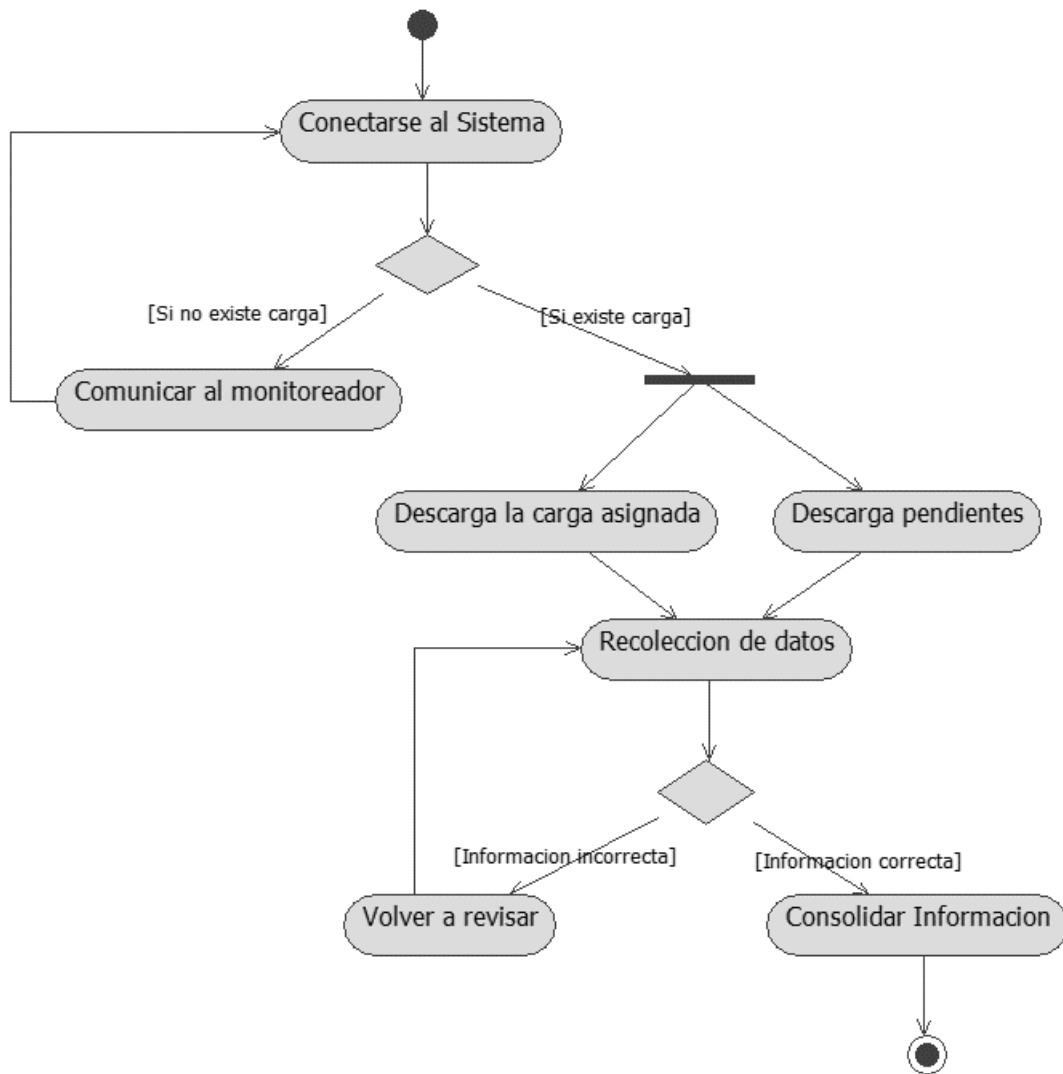 Conectarse al Sistema
[Si no existe carga]
[Si existe carga]
Comunicar al monitoreador
Descarga la carga asignada
Descarga pendientes
Recoleccion de datos
[Informacion incorrecta]
[Informacion correcta]
Volver a revisar
Consolidar Informacion